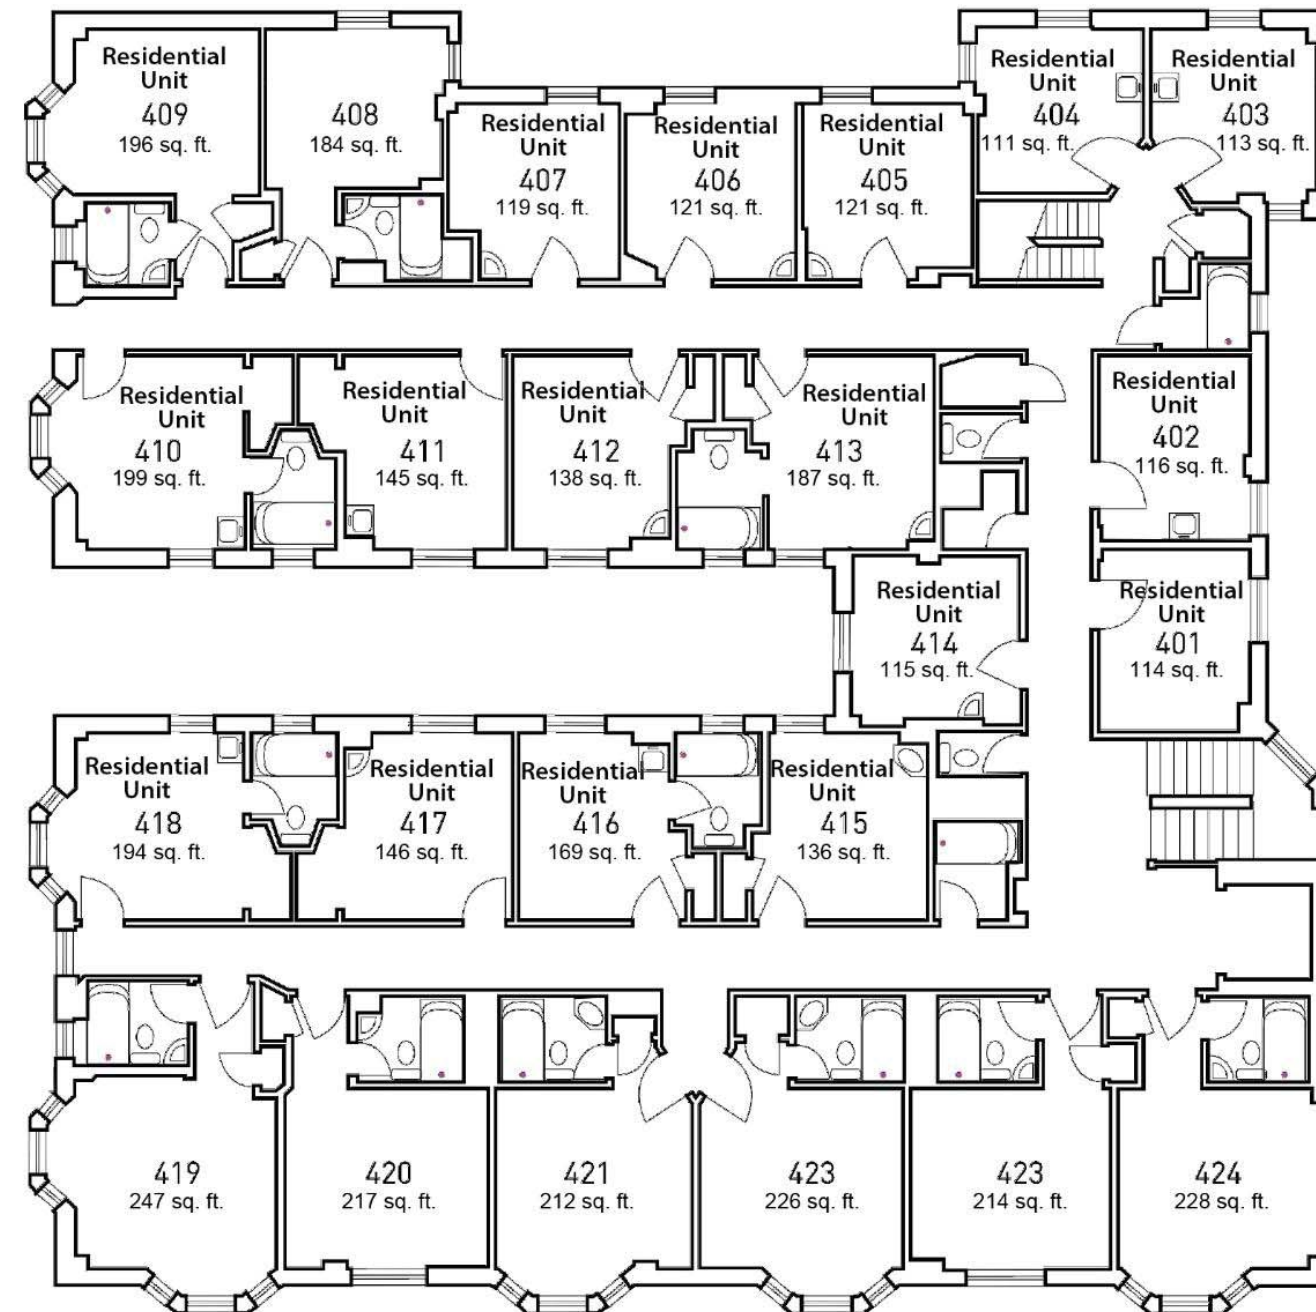 Residential
Unit
409
196 sq. ft.
408
184 sq. ft.
Residential
Unit
407
119 sq. ft.
Residential
Unit
406
121 sq. ft.
Residential
Unit
405
121 sq. ft.
Residential
Unit
404
111 sq. ft.
Residential
Unit
403
113 sq. ft.
Residential
Unit
410
199 sq. ft.
Residential
Unit
411
145 sq. ft.
Residential
Unit
412
138 sq. ft.
Residential
Unit
413
187 sq. ft.
Residential
Unit
402
116 sq. ft.
Residential
Unit
414
115 sq. ft.
Residential
Unit
401
114 sq. ft.
Residential
Unit
418
194 sq. ft.
Residential
Unit
417
146 sq. ft.
Residential
Unit
416
169 sq. ft.
Residential
Unit
415
136 sq. ft.
419
247 sq. ft.
420
217 sq. ft.
421
212 sq. ft.
423
226 sq. ft.
423
214 sq. ft.
424
228 sq. ft.